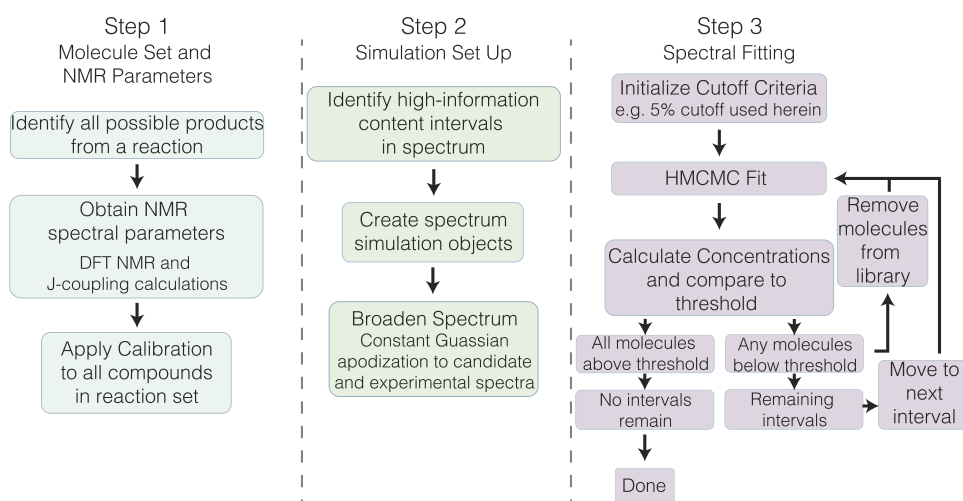 Step 1
Molecule Set and
NMR Parameters
Identify all possible products
from a reaction
Obtain NMR
spectral parameters
DFT NMR and
J-coupling calculations
Apply Calibration
to all compounds
in reaction set
Step 2
Simulation Set Up
Identify high-information
content intervals
in spectrum
Create spectrum
simulation objects
Broaden Spectrum
Constant Guassian
apodization to candidate
and experimental spectra
Step 3
Spectral Fitting
Initialize Cutoff Criteria
e.g. 5% cutoff used herein
HMCMC Fit
Calculate Concentrations
and compare to
threshold
All molecules
above threshold
Any molecules
below threshold
Remove
molecules
from
library
No intervals
remain
Remaining
intervals
Move to
next
interval
Done